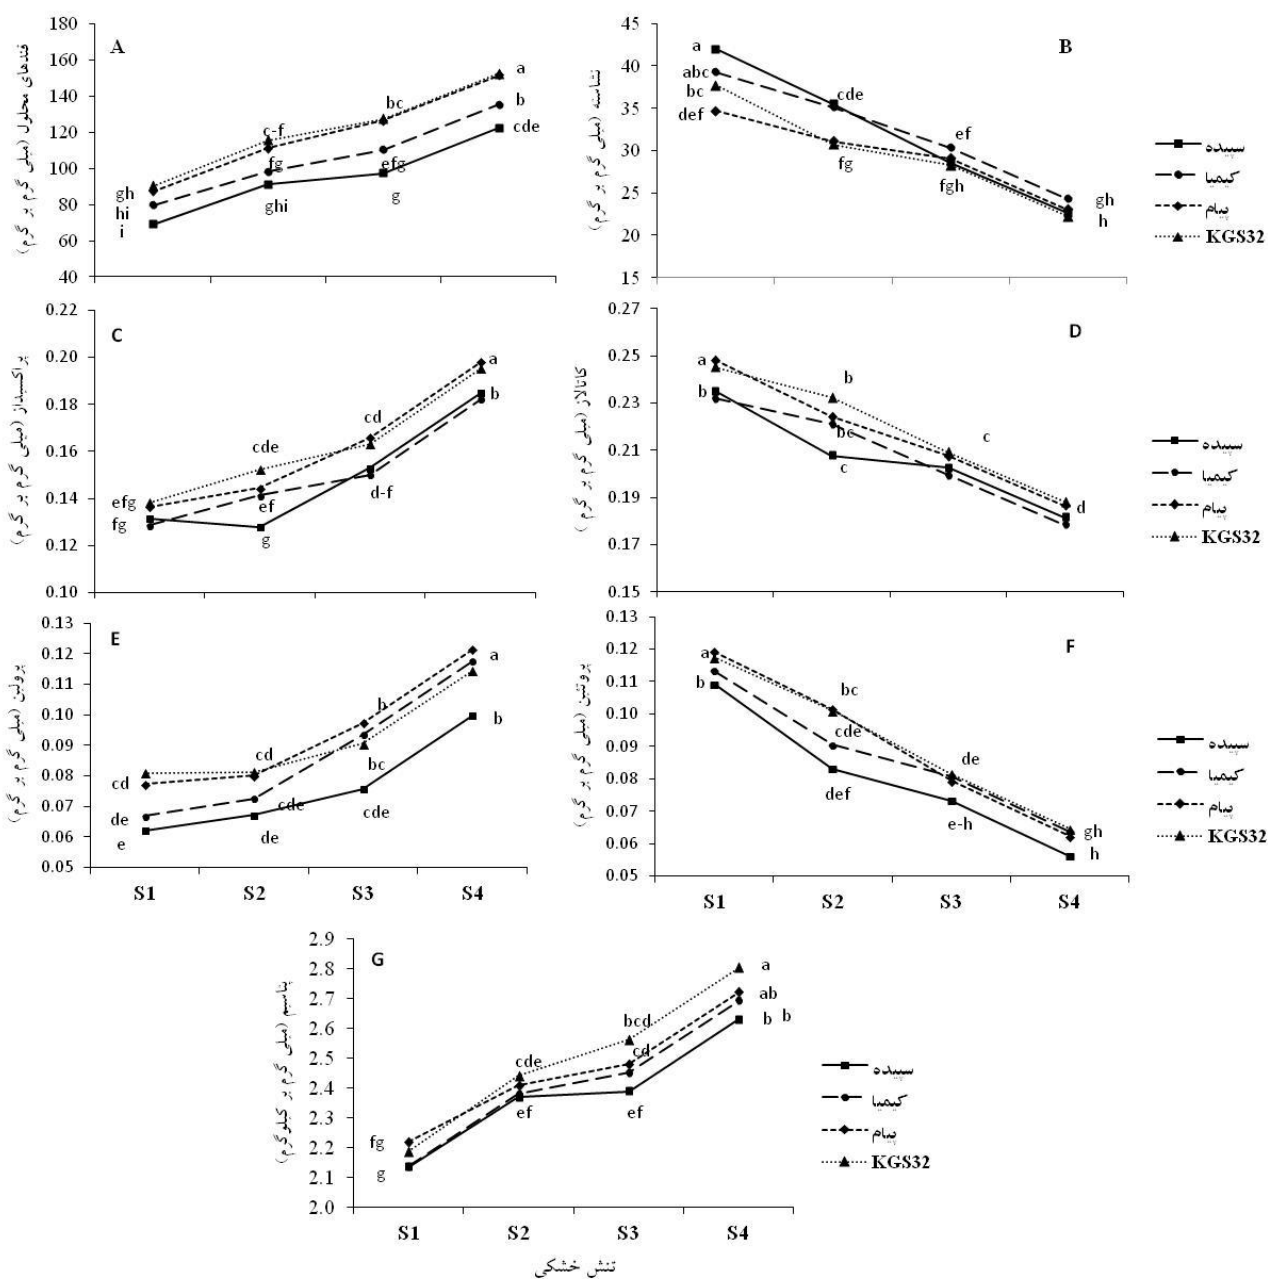 A
قندهای محلول (میلی گرم بر گرم)
180
160
140
120
100
80
60
40
gh
hi
i
c-f
fg
ghi
bc
efg
g
a
b
cde
B
نشاسته (میلی گرم بر گرم)
45
40
35
30
25
20
15
a
abc
bc
def
cde
fg
ef
fgh
gh
h
سپیده
کیمیا
پیام
KGS32
C
پراکسیداز (میلی گرم بر گرم)
0.22
0.20
0.18
0.16
0.14
0.12
0.10
efg
fg
cde
ef
g
cd
d-f
a
b
D
کاتالاز (میلی گرم بر گرم )
0.27
0.25
0.23
0.21
0.19
0.17
0.15
a
b
b
bc
c
c
d
سپیده
کیمیا
پیام
KGS32
E
پرولین (میلی گرم بر گرم)
0.13
0.12
0.11
0.10
0.09
0.08
0.07
0.06
0.05
cd
de
e
cd
cde
de
b
bc
cde
a
b
S1 S2 S3 S4
F
پروتئین (میلی گرم بر گرم)
0.13
0.12
0.11
0.10
0.09
0.08
0.07
0.06
0.05
a
b
bc
cde
def
de
e-h
gh
h
S1 S2 S3 S4
سپیده
کیمیا
پیام
KGS32
G
پتاسیم (میلی گرم بر کیلوگرم)
2.9
2.8
2.7
2.6
2.5
2.4
2.3
2.2
2.1
2.0
fg
g
cde
ef
bcd
cd
ef
a
ab
b b
S1 S2 S3 S4
تنش خشکی
سپیده
کیمیا
پیام
KGS32